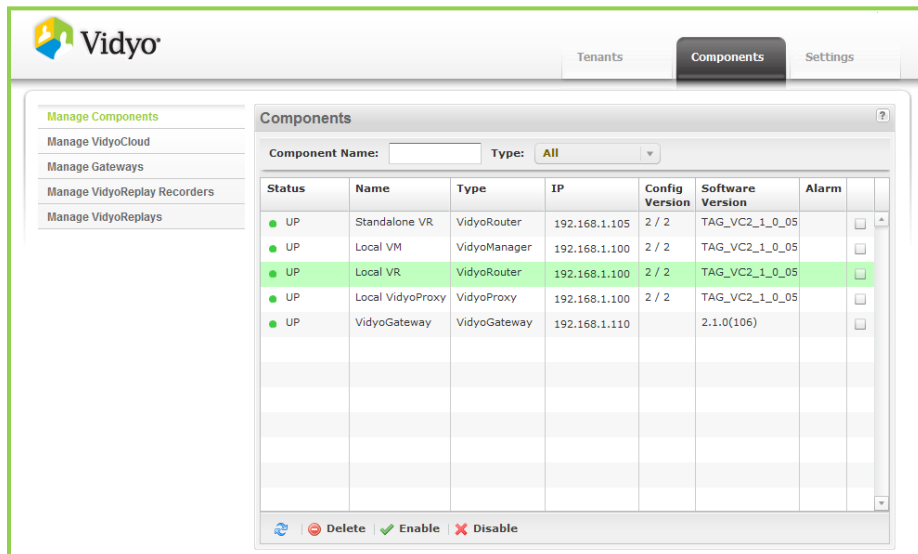 Vidyo
Tenants Components Settings
Manage Components
Manage VidyoCloud
Manage Gateways
Manage VidyoReplay Recorders
Manage VidyoReplays
Components ?
Component Name: Type: All
Status Name Type IP Config Version Software Version Alarm
UP Standalone VR VidyoRouter 192.168.1.105 2 / 2 TAG_VC2_1_0_05
UP Local VM VidyoManager 192.168.1.100 2 / 2 TAG_VC2_1_0_05
UP Local VR VidyoRouter 192.168.1.100 2 / 2 TAG_VC2_1_0_05
UP Local VidyoProxy VidyoProxy 192.168.1.100 2 / 2 TAG_VC2_1_0_05
UP VidyoGateway VidyoGateway 192.168.1.110 2.1.0(106)
Delete Enable Disable